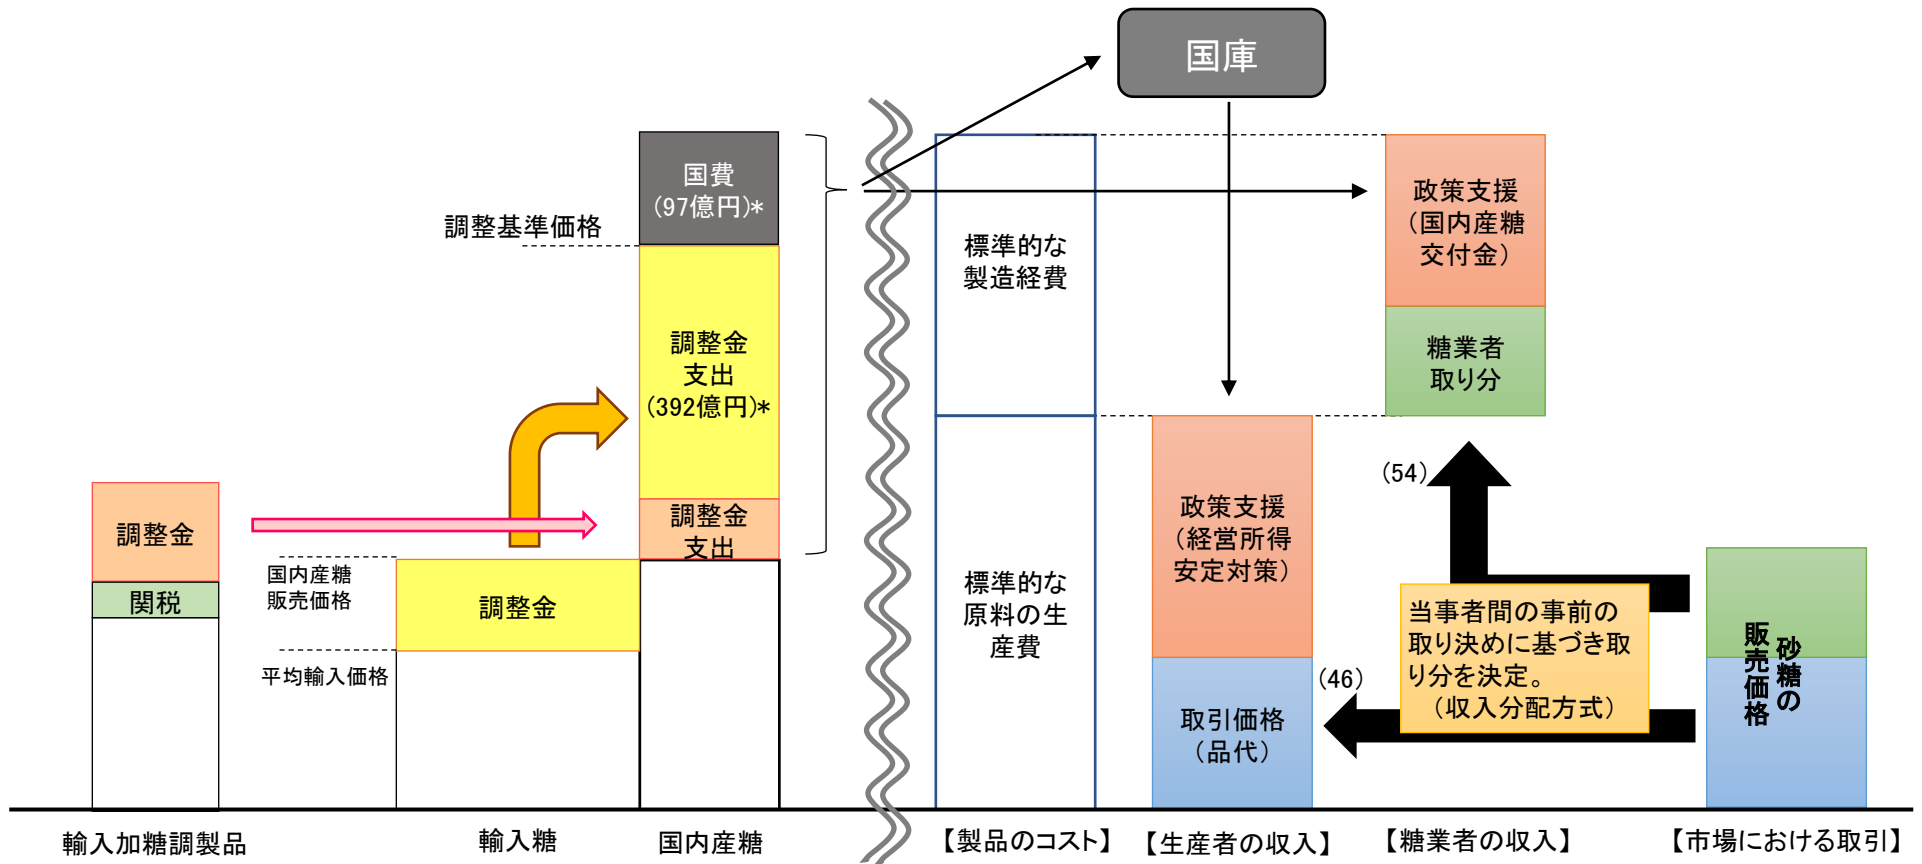 国庫
国費
(97億円)*
調整基準価格
調整金
支出
(392億円)*
調整金
支出
調整金
関税
国内産糖
販売価格
調整金
平均輸入価格
輸入加糖調製品
輸入糖
国内産糖
標準的な
製造経費
標準的な
原料の生
産費
政策支援
(国内産糖
交付金)
糖業者
取り分
政策支援
(経営所得
安定対策)
取引価格
(品代)
(54)
(46)
当事者間の事前の
取り決めに基づき取
り分を決定。
(収入分配方式)
砂糖の
販売価格
【製品のコスト】
【生産者の収入】
【糖業者の収入】
【市場における取引】